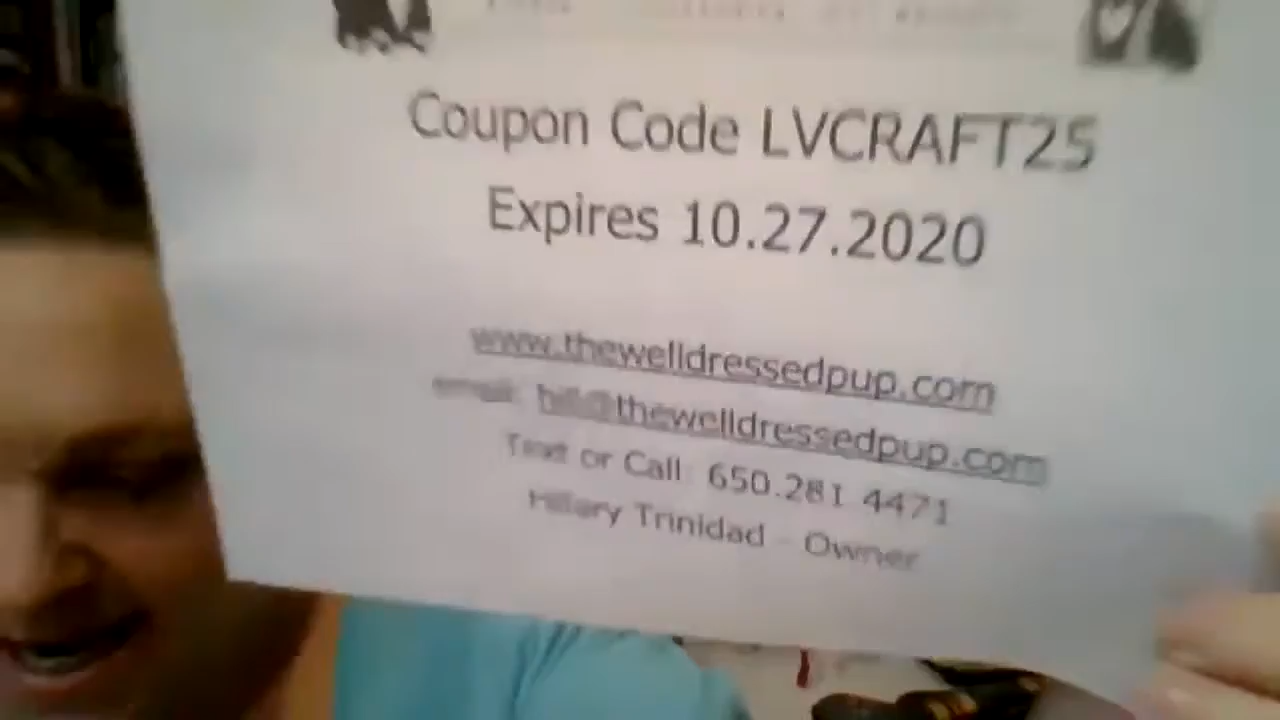 Coupon Code LVCRAFT25
Expires 10.27.2020
www.thewelldressedpup.com
email: hill@thewelldressedpup.com
Text or Call: 650.281 4471
Hillary Trinidad - Owner